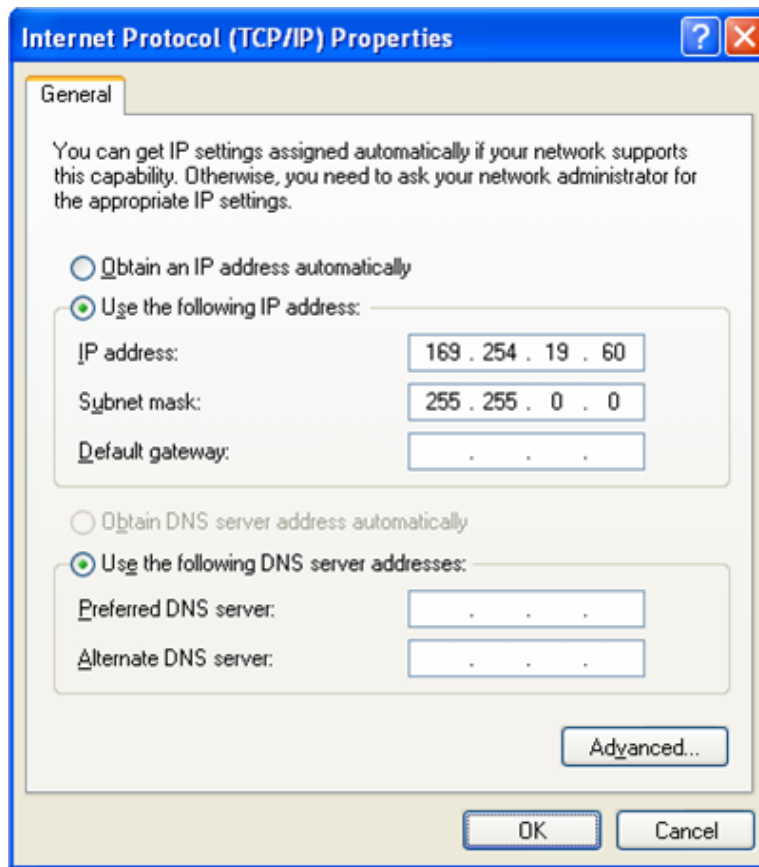 Internet Protocol (TCP/IP) Properties
General
You can get IP settings assigned automatically if your network supports
this capability. Otherwise, you need to ask your network administrator for
the appropriate IP settings.
Obtain an IP address automatically
Use the following IP address:
IP address: 169 . 254 . 19 . 60
Subnet mask: 255 . 255 . 0 . 0
Default gateway: . . .
Obtain DNS server address automatically
Use the following DNS server addresses:
Preferred DNS server: . . .
Alternate DNS server: . . .
Advanced...
OK Cancel